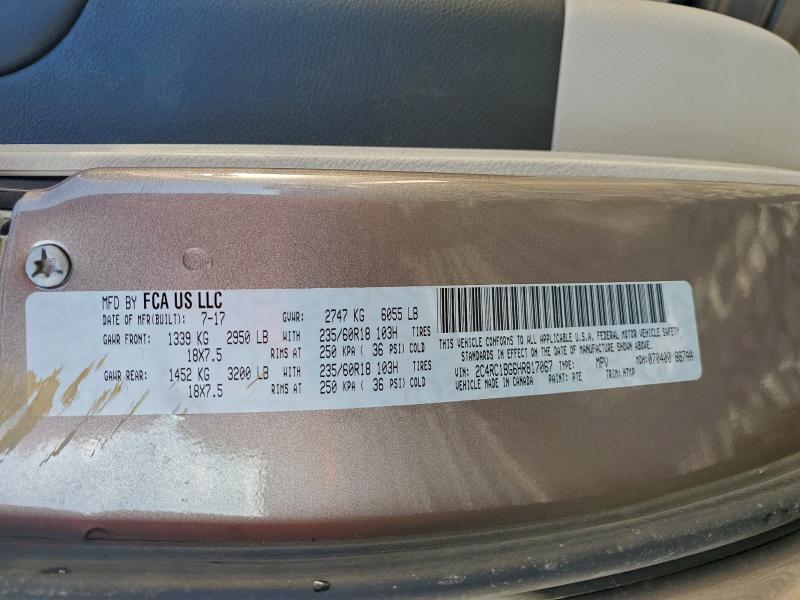 MFD BY FCA US LLC
DATE OF MFR(BUILT): 7-17 GVWR: 2747 KG 6055 LB
GAWR FRONT: 1339 KG 2950 LB WITH 235/60R18 103H TIRES
18X7.5 RIMS AT 250 KPA ( 36 PSI) COLD
GAWR REAR: 1452 KG 3200 LB WITH 235/60R18 103H TIRES
18X7.5 RIMS AT 250 KPA ( 36 PSI) COLD
THIS VEHICLE CONFORMS TO ALL APPLICABLE U.S.A. FEDERAL MOTOR VEHICLE SAFETY
STANDARDS IN EFFECT ON THE DATE OF MANUFACTURE SHOWN ABOVE.
VIN: 2C4RC1BG6HR817067 TYPE: MPV MDH: 070400 887AA
VEHICLE MADE IN CANADA PAINT: PTE TRIM: H7MP